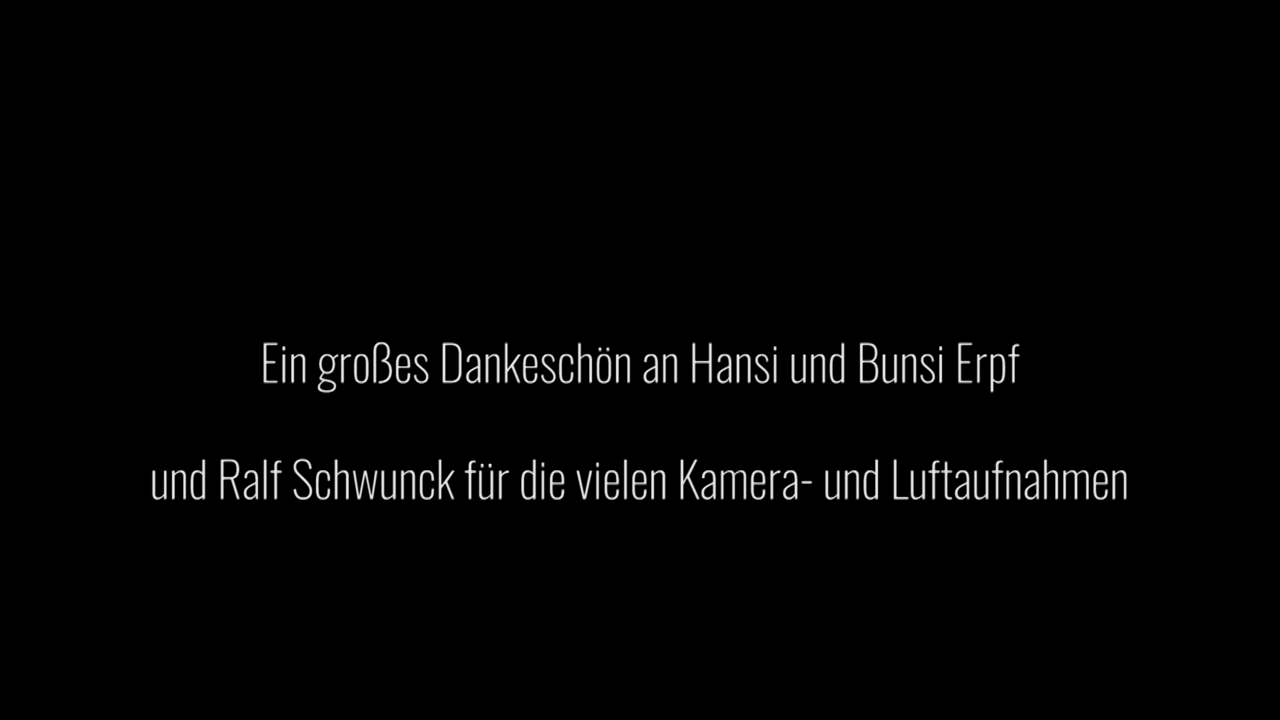 Ein großes Dankeschön an Hansi und Bunsi Erpf
und Ralf Schwunck für die vielen Kamera- und Luftaufnahmen